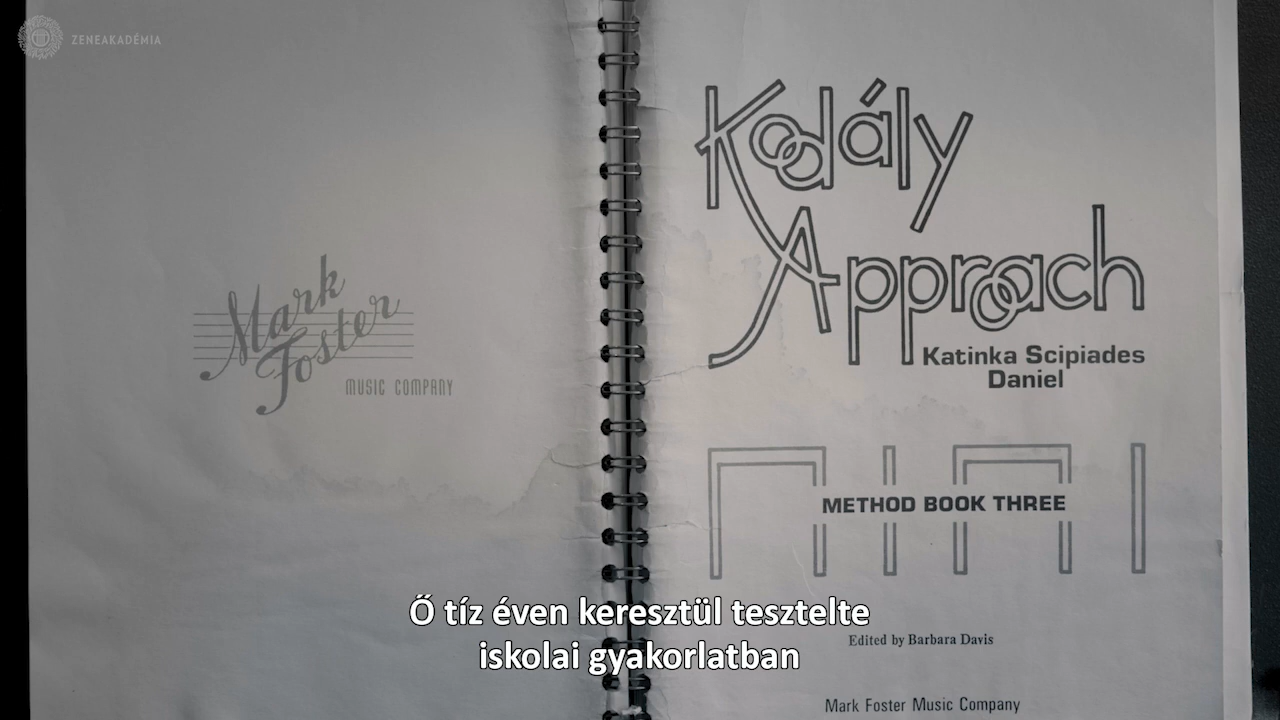 ZENEAKADÉMIA
Mark
Foster
MUSIC COMPANY
Kodály
Approach
Katinka Scipiades
Daniel
METHOD BOOK THREE
Edited by Barbara Davis
Mark Foster Music Company
Ő tíz éven keresztül tesztelte
iskolai gyakorlatban